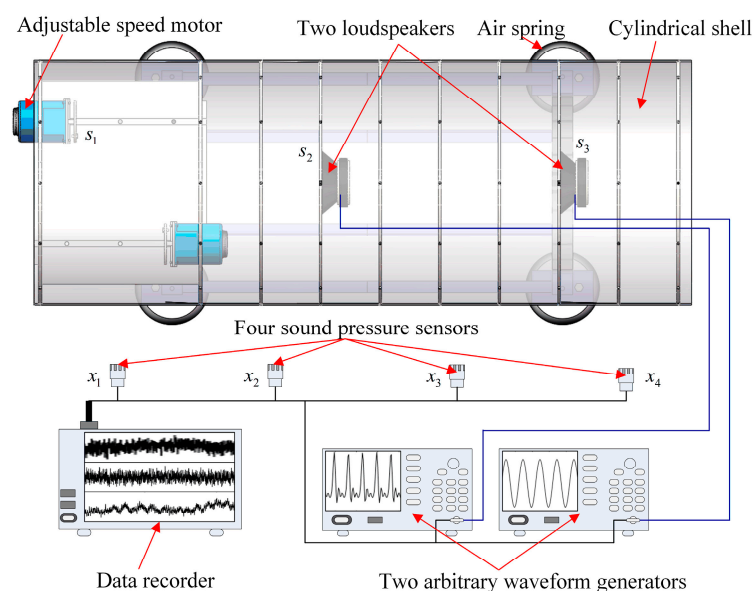 Adjustable speed motor
Two loudspeakers
Air spring
Cylindrical shell
s1
s2
s3
Four sound pressure sensors
x1
x2
x3
x4
Data recorder
Two arbitrary waveform generators